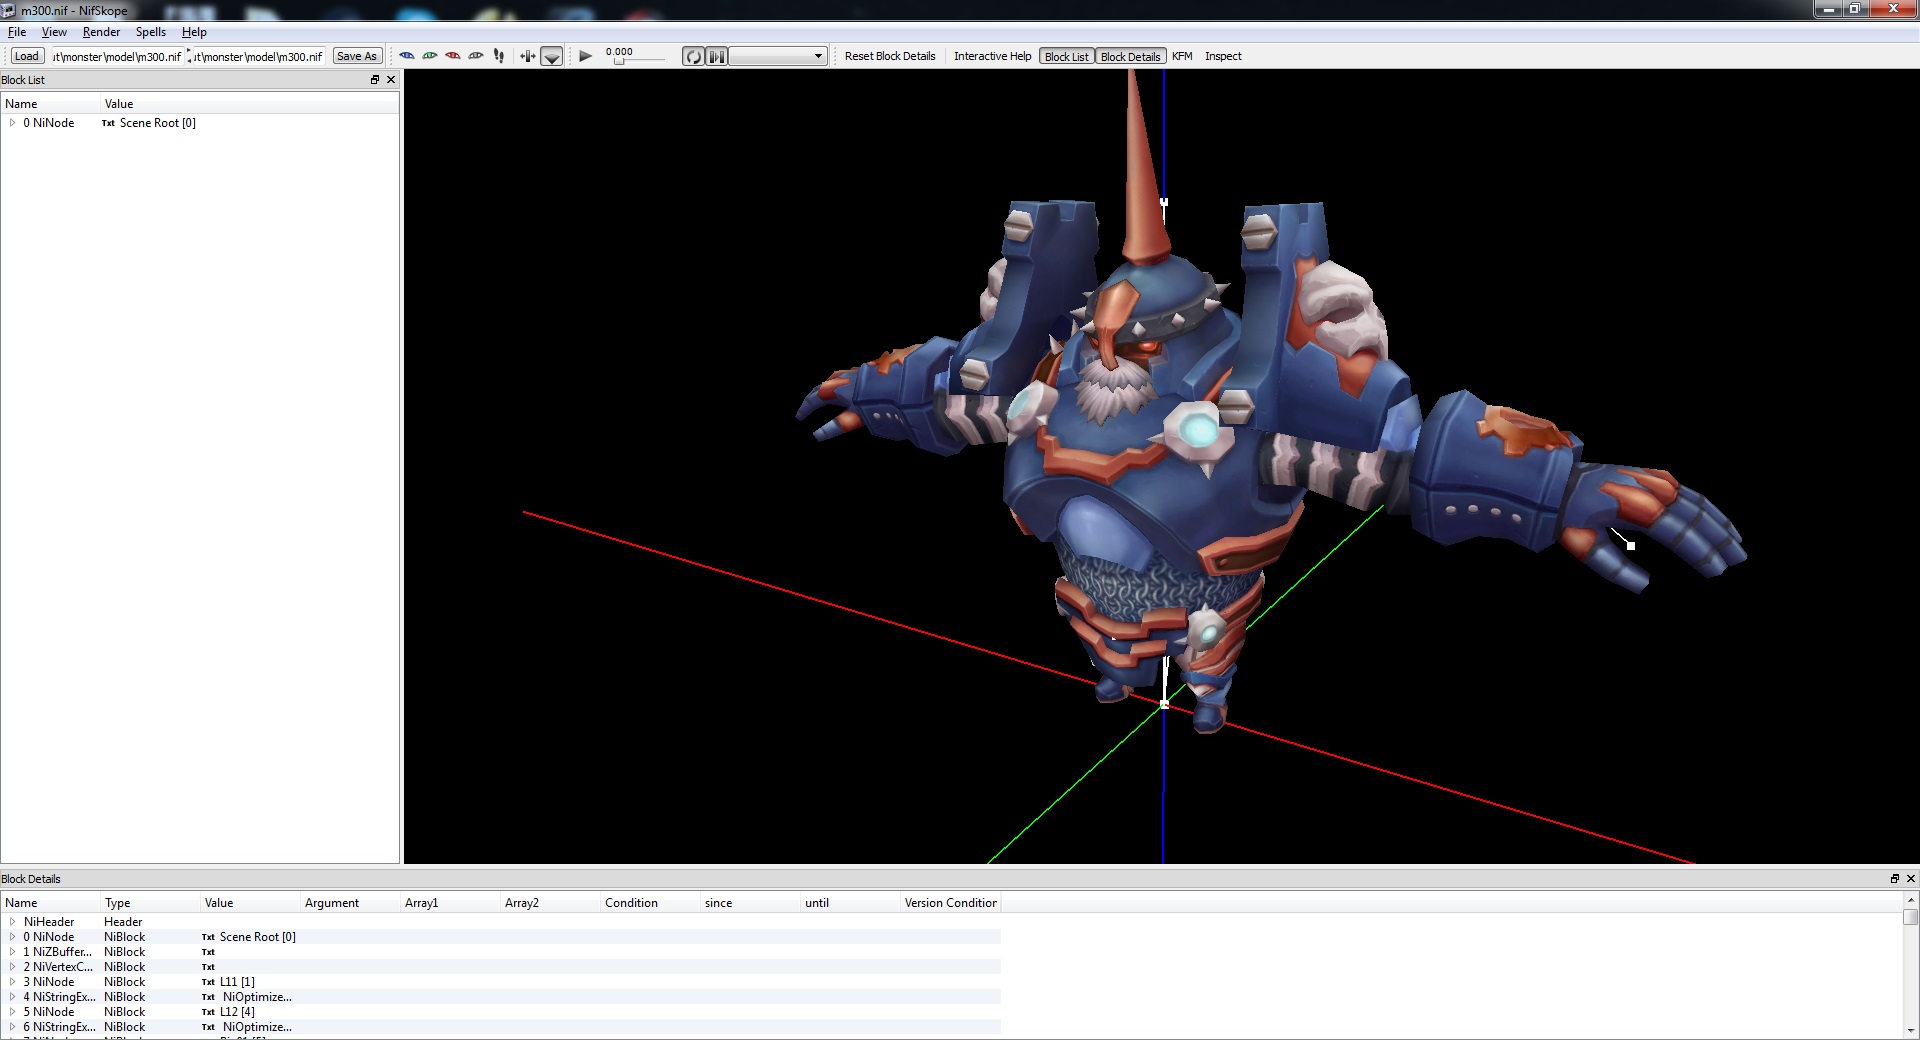 m300.nif - NifSkope
File View Render Spells Help
Load ut\monster\model\m300.nif ut\monster\model\m300.nif Save As 0.000 Reset Block Details Interactive Help Block List Block Details KFM Inspect
Block List
Name Value
0 NiNode Txt Scene Root [0]
Block Details
Name Type Value Argument Array1 Array2 Condition since until Version Condition
NiHeader Header
0 NiNode NiBlock Txt Scene Root [0]
1 NiZBuffer... NiBlock Txt
2 NiVertexC... NiBlock Txt
3 NiNode NiBlock Txt L11 [1]
4 NiStringEx... NiBlock Txt NiOptimize...
5 NiNode NiBlock Txt L12 [4]
6 NiStringEx... NiBlock Txt NiOptimize...